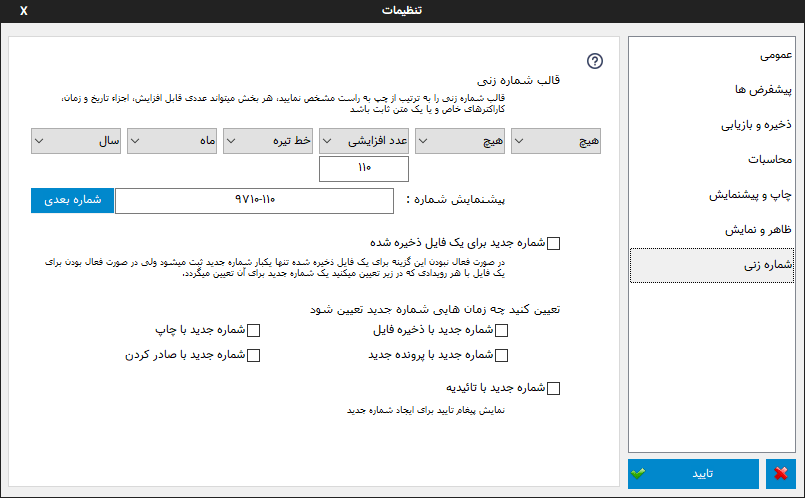 تنظیمات
X
عمومی
پیشفرض ها
ذخیره و بازیابی
محاسبات
چاپ و پیشنمایش
ظاهر و نمایش
شماره زنی
تایید
?
قالب شماره زنی
قالب شماره زنی را به ترتیب از چپ به راست مشخص نمایید، هر بخش میتواند عددی قابل افزایش، اجزاء تاریخ و زمان،
کاراکترهای خاص و یا یک متن ثابت باشد
هیچ هیچ عدد افزایشی خط تیره ماه سال
۱۱۰
پیشنمایش شماره : ۹۷۱۰-۱۱۰ شماره بعدی
شماره جدید برای یک فایل ذخیره شده
در صورت فعال نبودن این گزینه برای یک فایل ذخیره شده تنها یکبار شماره جدید ثبت میشود ولی در صورت فعال بودن برای
یک فایل با هر رویدادی که در زیر تعیین میکنید یک شماره جدید برای آن تعیین میگردد.
تعیین کنید چه زمان هایی شماره جدید تعیین شود
شماره جدید با ذخیره فایل شماره جدید با چاپ
شماره جدید با پرونده جدید شماره جدید با صادر کردن
شماره جدید با تائیدیه
نمایش پیغام تایید برای ایجاد شماره جدید